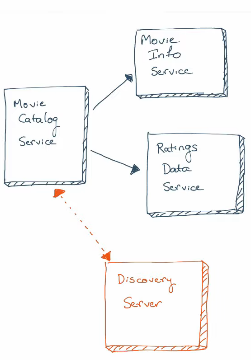 Movie
Info
Service
Movie
Catalog
Service
Ratings
Data
Service
Discovery
Server